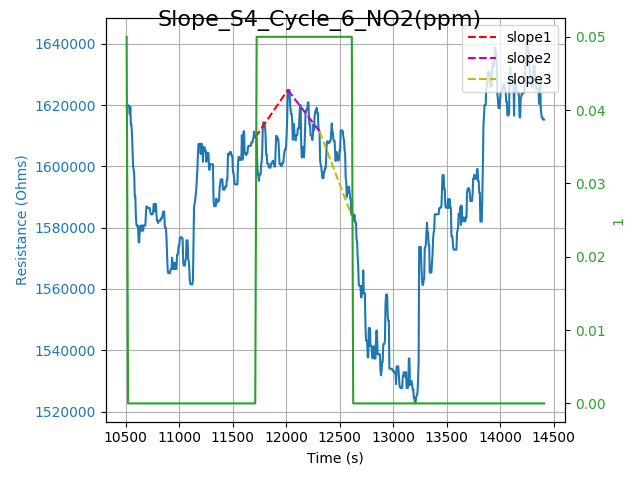 Slope_S4_Cycle_6_NO2(ppm)
slope1
slope2
slope3
1640000
1620000
1600000
1580000
1560000
1540000
1520000
Resistance (Ohms)
0.05
0.04
0.03
0.02
0.01
0.00
1
10500 11000 11500 12000 12500 13000 13500 14000 14500
Time (s)